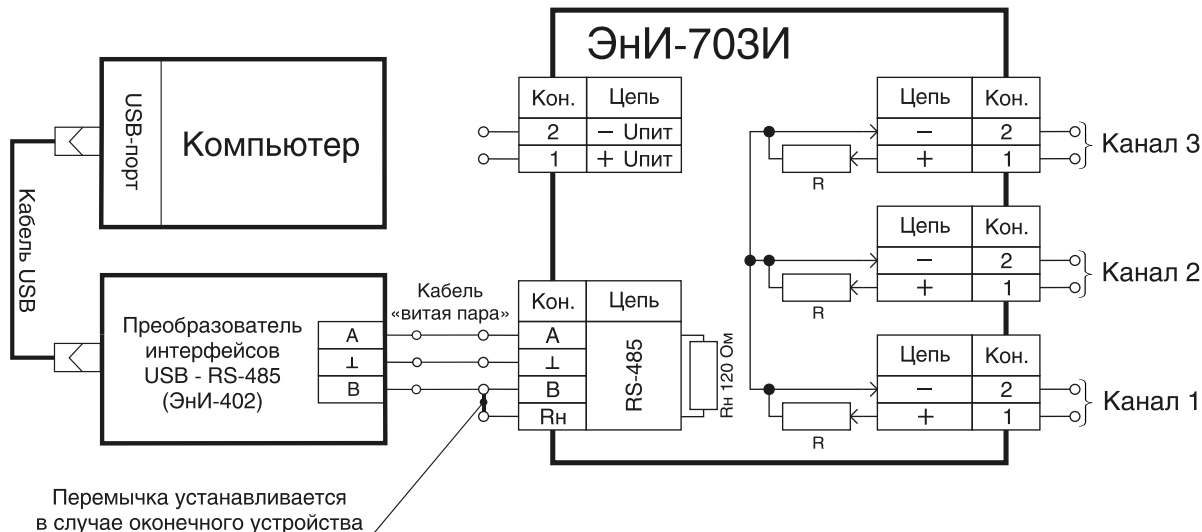 ЭнИ-703И
USB-порт
Компьютер
Кабель USB
Преобразователь
интерфейсов
USB - RS-485
(ЭнИ-402)
A
⊥
B
Кабель
«витая пара»
Перемычка устанавливается
в случае оконечного устройства
Кон. Цепь
2 − Uпит
1 + Uпит
Кон. Цепь
A
⊥
B
Rн
RS-485
Rн 120 Ом
Цепь Кон.
− 2
+ 1
R
Канал 3
Цепь Кон.
− 2
+ 1
R
Канал 2
Цепь Кон.
− 2
+ 1
R
Канал 1